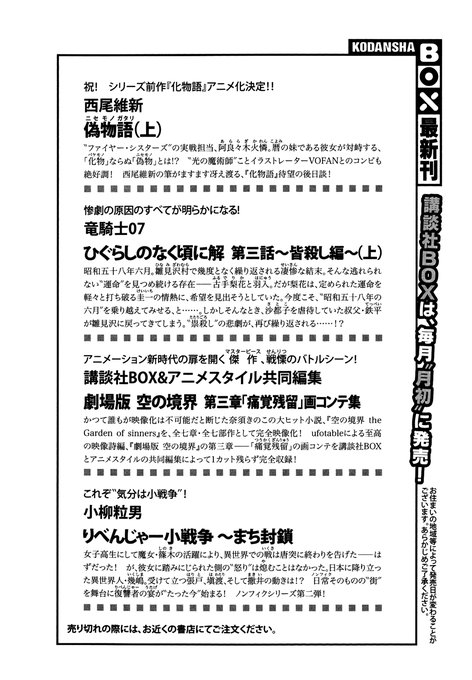 KODANSHA
BOX 最新刊
講談社BOXは、毎月“月初”に発売！
お住まいの地域等によって発売日が変わることが
ございます。あらかじめご了承ください。
祝！ シリーズ前作『化物語』アニメ化決定!!
西尾維新
偽物語（上）
“ファイヤー・シスターズ”の実戦担当、阿良々木火憐。暦の妹である彼女が対峙する、
「化物」ならぬ「偽物」とは!? “光の魔術師”ことイラストレーターVOFANとのコンビも
絶好調！ 西尾維新の筆がますます冴え渡る、『化物語』待望の後日談！
惨劇の原因のすべてが明らかになる！
竜騎士07
ひぐらしのなく頃に解 第三話～皆殺し編～（上）
昭和五十八年六月。雛見沢村で幾度となく繰り返される凄惨な結末。そんな逃れられ
ない“運命”を見つめ続ける存在――古手梨花と羽入。だが梨花は、定められた運命を
軽々と打ち破る圭一の情熱に、希望を見出そうとしていた。今度こそ、“昭和五十八年の
六月”を乗り越えてみせる、と……。しかしそんなとき、沙都子を虐待していた叔父・鉄平
が雛見沢に戻ってきてしまう。“祟殺し”の悲劇が、再び繰り返される……！？
アニメーション新時代の扉を開く傑作、戦慄のバトルシーン！
講談社BOX&アニメスタイル共同編集
劇場版 空の境界 第三章「痛覚残留」画コンテ集
かつて誰もが映像化は不可能だと断じた奈須きのこの大ヒット小説、『空の境界 the
Garden of sinners』を、全七章・全七部作として完全映像化！ ufotableによる至高
の映像詩編、『劇場版 空の境界』の第三章――「痛覚残留」の画コンテを講談社BOX
とアニメスタイルの共同編集によって1カット残らず完全収録！
これぞ“気分は小戦争”！
小柳粒男
りべんじゃー小戦争 ～まち封鎖
女子高生にして魔女・篠木の活躍により、異世界での戦は唐突に終わりを告げた――は
ずだった！ が、彼女に踏みにじられた側の“怒り”は熄むことはなかった。日本に降り立っ
た異世界人・幾嶋。受けて立つ張戸、塙渡、そして撒井の動きは！？ 日常そのものの“街”
を舞台に復讐者の宴が“たった今”始まる！ ノンフィクシリーズ第二弾！
売り切れの際には、お近くの書店にてご注文ください。